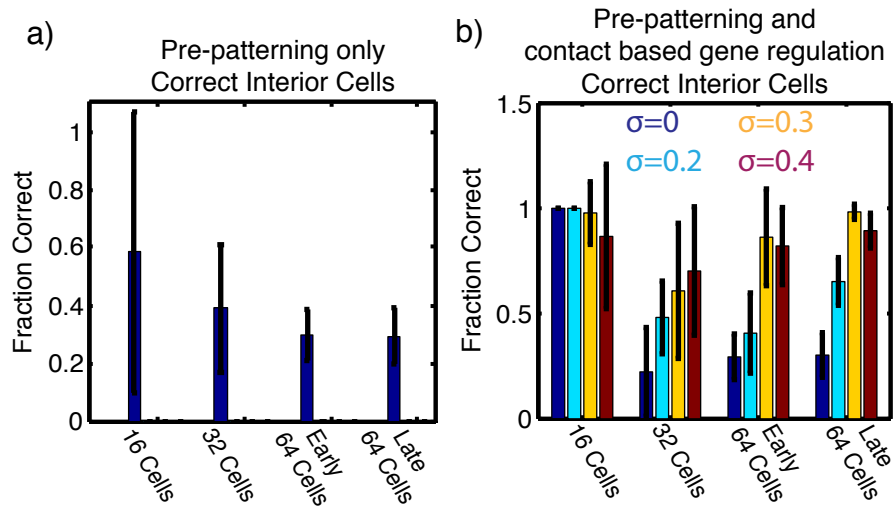 a)
Pre-patterning only
Correct Interior Cells
Fraction Correct
1
0.8
0.6
0.4
0.2
0
16 Cells
32 Cells
Early
64 Cells
Late
64 Cells
b)
Pre-patterning and
contact based gene regulation
Correct Interior Cells
Fraction Correct
1.5
1
0.5
0
σ=0
σ=0.3
σ=0.2
σ=0.4
16 Cells
32 Cells
Early
64 Cells
Late
64 Cells